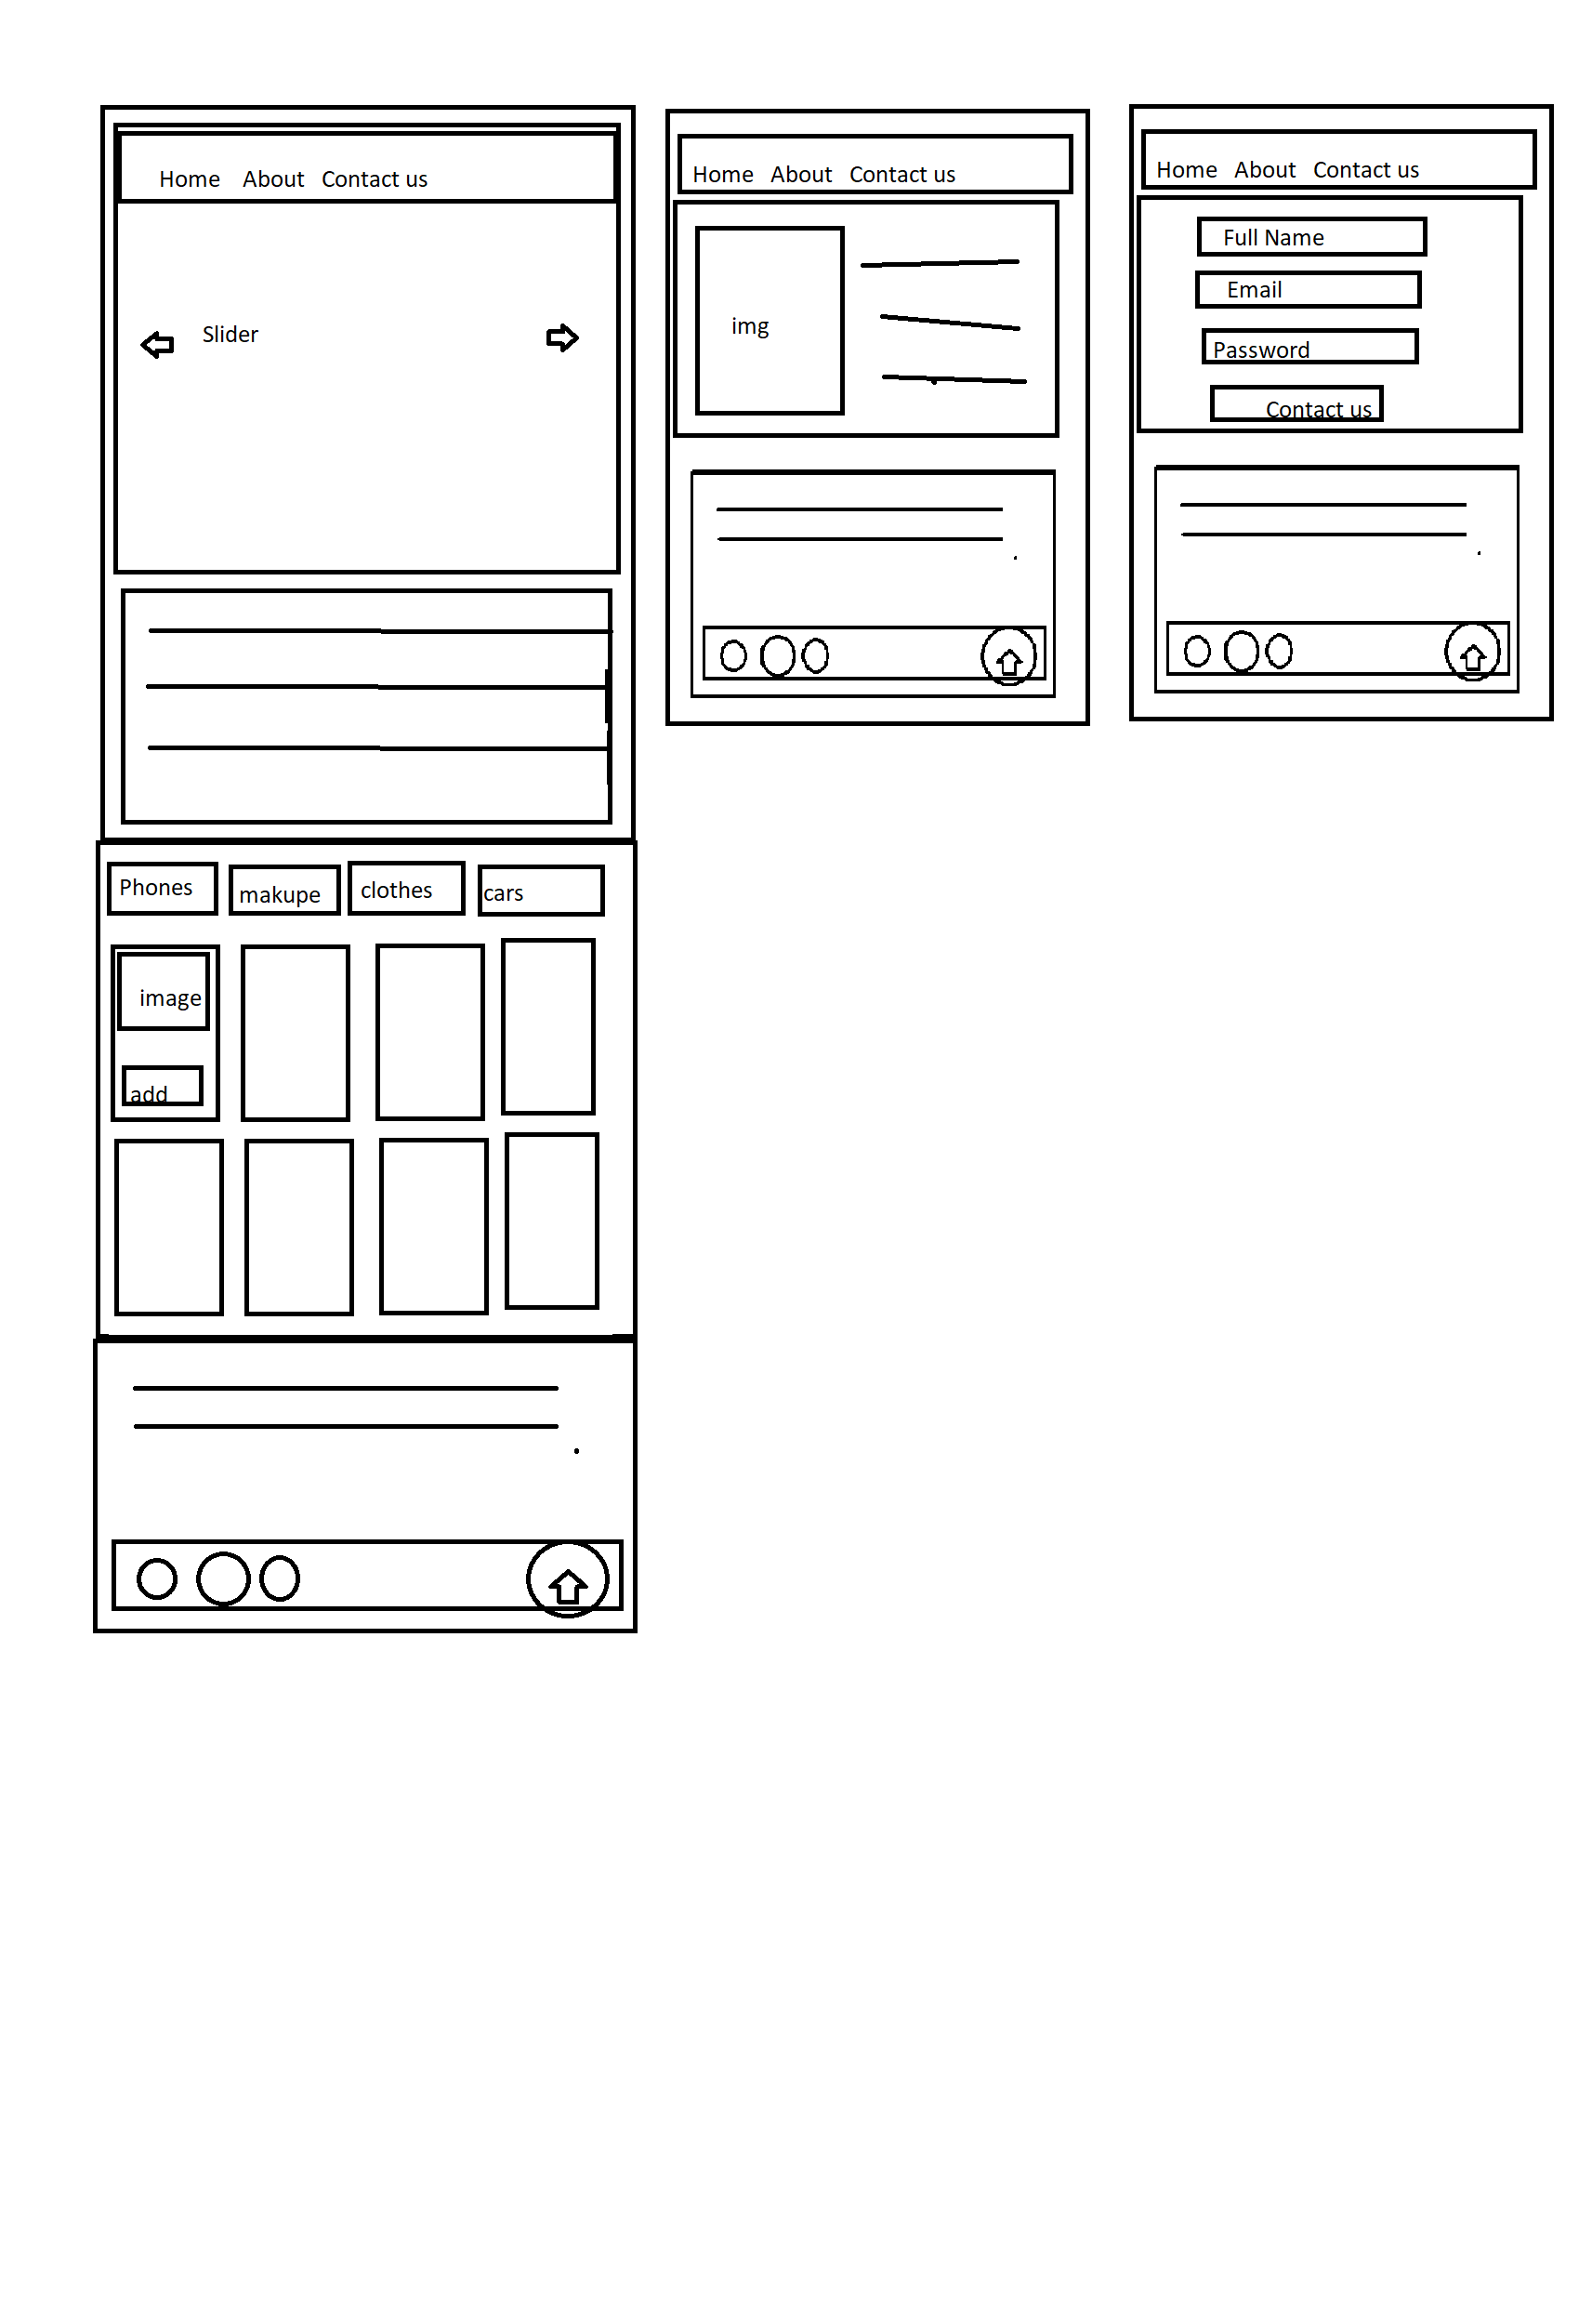 Home About Contact us
Slider
Phones makupe clothes cars
image
add
Home About Contact us
img
Home About Contact us
Full Name
Email
Password
Contact us